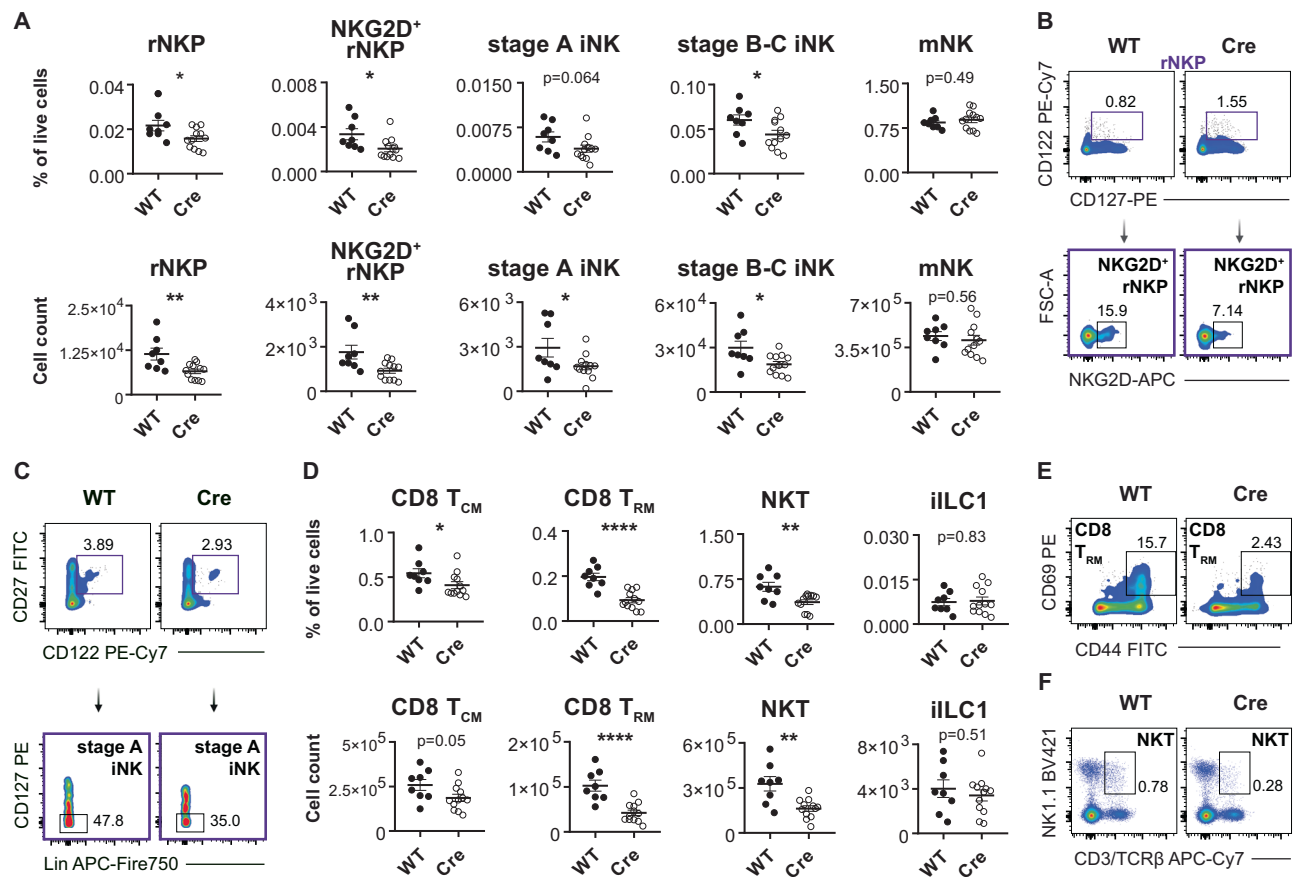 A
rNKP
NKG2D⁺
rNKP
stage A iNK
stage B-C iNK
mNK
% of live cells
*
*
p=0.064
*
p=0.49
0.04
0.02
0.00
0.008
0.004
0.000
0.0150
0.0075
0.0000
0.10
0.05
0.00
1.50
0.75
0.00
WT Cre WT Cre WT Cre WT Cre WT Cre
rNKP
NKG2D⁺
rNKP
stage A iNK
stage B-C iNK
mNK
Cell count
**
**
*
*
p=0.56
2.5×10⁴
1.25×10⁴
0
4×10³
2×10³
0
6×10³
3×10³
0
6×10⁴
3×10⁴
0
7×10⁵
3.5×10⁵
0
WT Cre WT Cre WT Cre WT Cre WT Cre
B
WT Cre
rNKP
0.82
1.55
CD122 PE-Cy7
CD127-PE
NKG2D⁺
rNKP
15.9
NKG2D⁺
rNKP
7.14
FSC-A
NKG2D-APC
C
WT Cre
3.89
2.93
CD27 FITC
CD122 PE-Cy7
stage A
iNK
47.8
stage A
iNK
35.0
CD127 PE
Lin APC-Fire750
D
CD8 T_CM
CD8 T_RM
NKT
iILC1
% of live cells
*
****
**
p=0.83
1.0
0.5
0.0
0.4
0.2
0.0
1.50
0.75
0.00
0.030
0.015
0.000
WT Cre WT Cre WT Cre WT Cre
CD8 T_CM
CD8 T_RM
NKT
iILC1
Cell count
p=0.05
****
**
p=0.51
5×10⁵
2.5×10⁵
0
2×10⁵
1×10⁵
0
6×10⁵
3×10⁵
0
8×10³
4×10³
0
WT Cre WT Cre WT Cre WT Cre
E
WT Cre
CD8
T_RM
15.7
CD8
T_RM
2.43
CD69 PE
CD44 FITC
F
WT Cre
NKT
0.78
NKT
0.28
NK1.1 BV421
CD3/TCRβ APC-Cy7